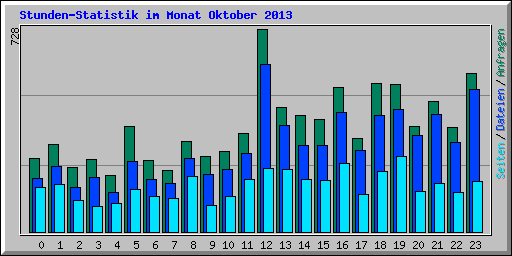 Stunden-Statistik im Monat Oktober 2013
728
Seiten / Dateien / Anfragen
0 1 2 3 4 5 6 7 8 9 10 11 12 13 14 15 16 17 18 19 20 21 22 23